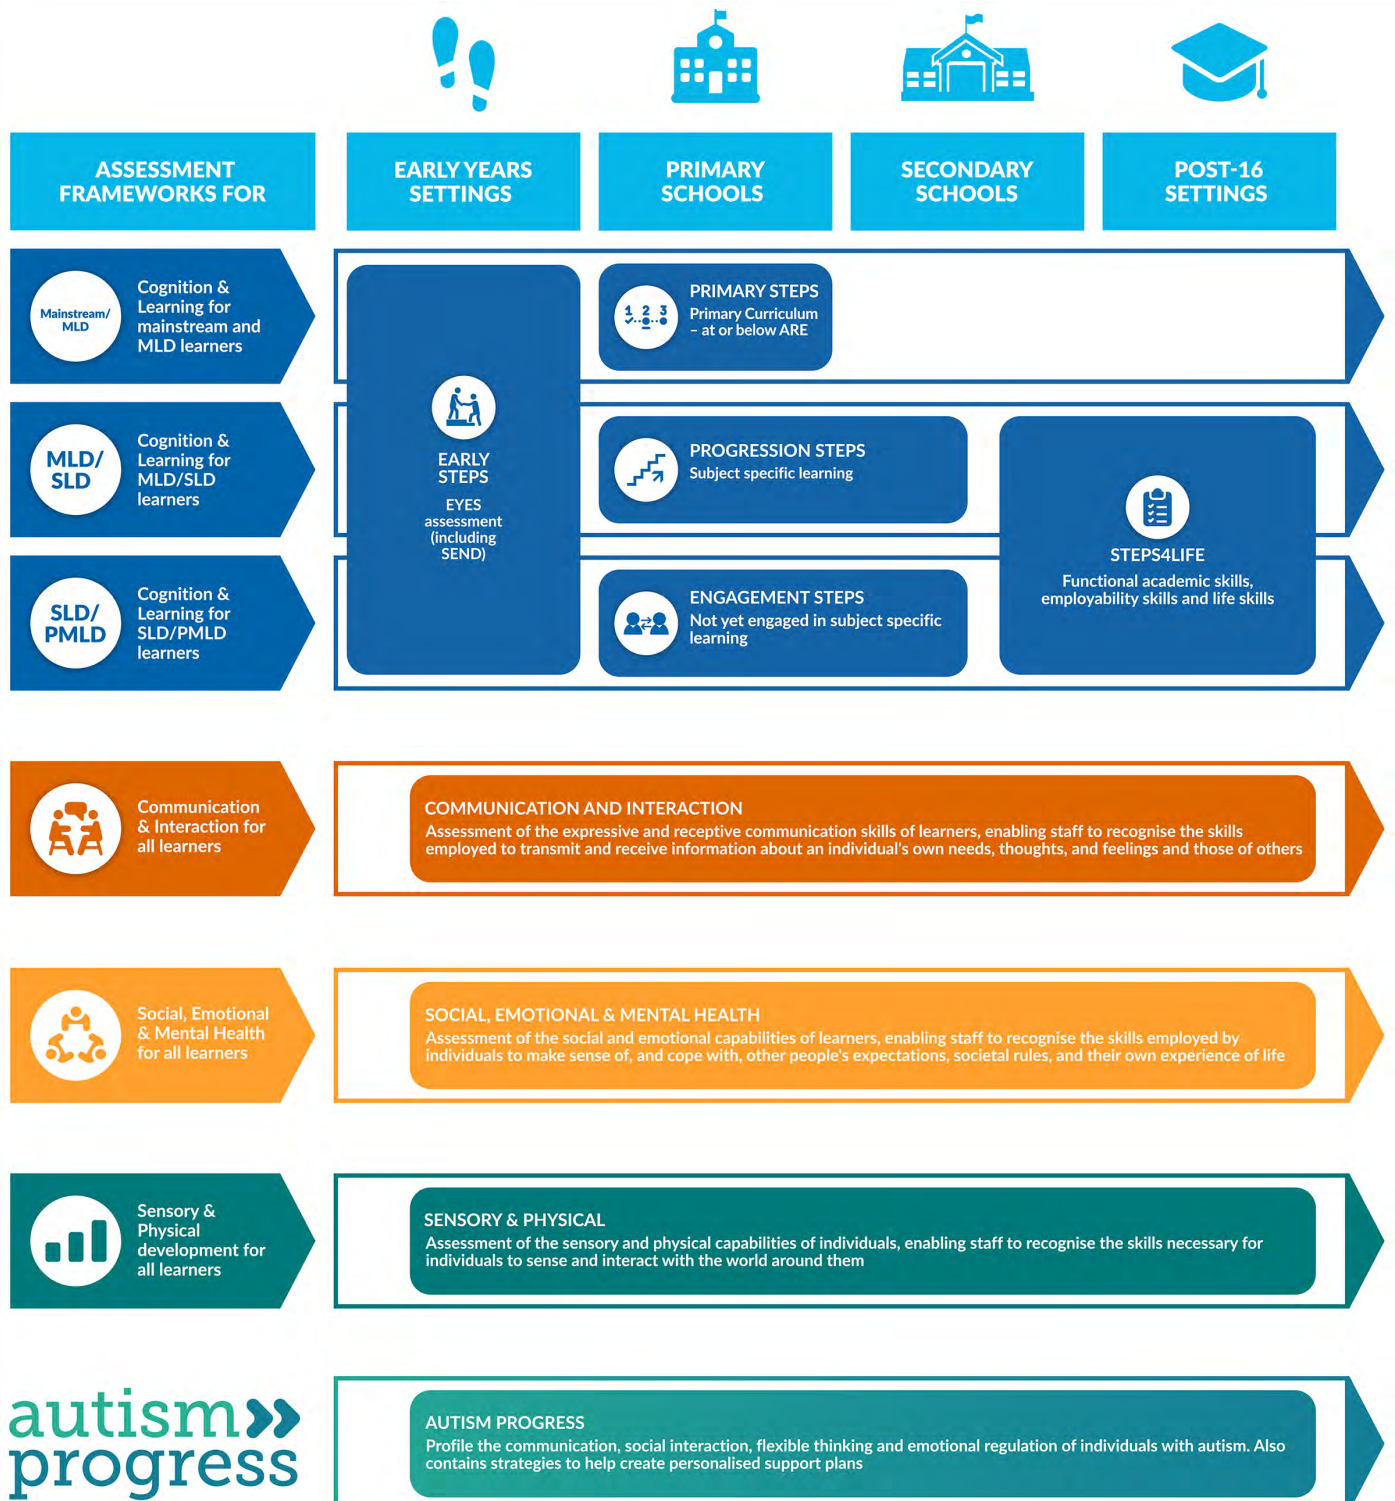 ASSESSMENT
FRAMEWORKS FOR
EARLY YEARS
SETTINGS
PRIMARY
SCHOOLS
SECONDARY
SCHOOLS
POST-16
SETTINGS
Mainstream/
MLD
Cognition &
Learning for
mainstream and
MLD learners
PRIMARY STEPS
Primary Curriculum
– at or below ARE
1 2 3
MLD/
SLD
Cognition &
Learning for
MLD/SLD
learners
EARLY
STEPS
EYES
assessment
(including
SEND)
PROGRESSION STEPS
Subject specific learning
STEPS4LIFE
Functional academic skills,
employability skills and life skills
SLD/
PMLD
Cognition &
Learning for
SLD/PMLD
learners
ENGAGEMENT STEPS
Not yet engaged in subject specific
learning
Communication
& Interaction for
all learners
COMMUNICATION AND INTERACTION
Assessment of the expressive and receptive communication skills of learners, enabling staff to recognise the skills
employed to transmit and receive information about an individual's own needs, thoughts, and feelings and those of others
Social, Emotional
& Mental Health
for all learners
SOCIAL, EMOTIONAL & MENTAL HEALTH
Assessment of the social and emotional capabilities of learners, enabling staff to recognise the skills employed by
individuals to make sense of, and cope with, other people's expectations, societal rules, and their own experience of life
Sensory &
Physical
development for
all learners
SENSORY & PHYSICAL
Assessment of the sensory and physical capabilities of individuals, enabling staff to recognise the skills necessary for
individuals to sense and interact with the world around them
autism
progress
AUTISM PROGRESS
Profile the communication, social interaction, flexible thinking and emotional regulation of individuals with autism. Also
contains strategies to help create personalised support plans